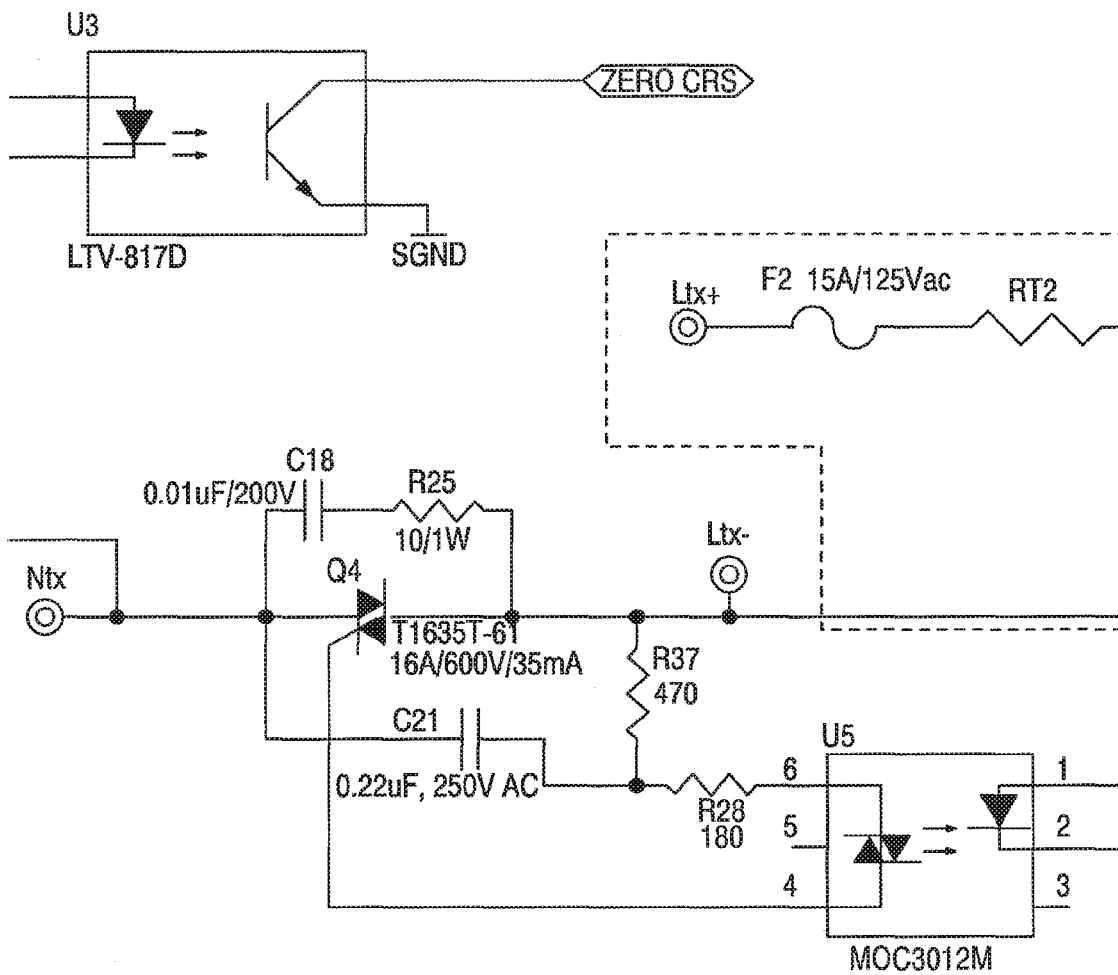 U3
ZERO CRS
LTV-817D
SGND
Ltx+
F2 15A/125Vac
RT2
C18
0.01uF/200V
R25
10/1W
Ltx-
Ntx
Q4
T1635T-6T
16A/600V/35mA
R37
470
C21
0.22uF, 250V AC
R28
180
U5
6
5
4
1
2
3
MOC3012M